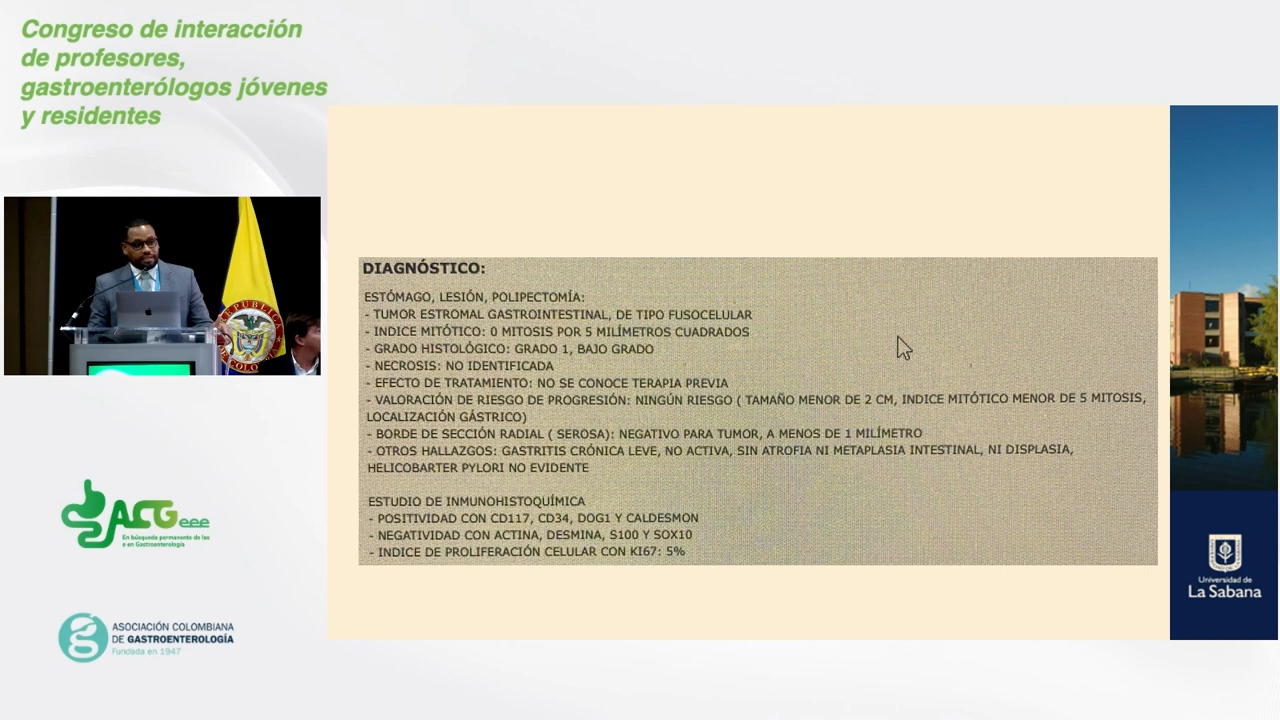 Congreso de interacción
de profesores,
gastroenterólogos jóvenes
y residentes
DIAGNÓSTICO:
ESTÓMAGO, LESIÓN, POLIPECTOMÍA:
- TUMOR ESTROMAL GASTROINTESTINAL, DE TIPO FUSOCELULAR
- INDICE MITÓTICO: 0 MITOSIS POR 5 MILÍMETROS CUADRADOS
- GRADO HISTOLÓGICO: GRADO 1, BAJO GRADO
- NECROSIS: NO IDENTIFICADA
- EFECTO DE TRATAMIENTO: NO SE CONOCE TERAPIA PREVIA
- VALORACIÓN DE RIESGO DE PROGRESIÓN: NINGÚN RIESGO ( TAMAÑO MENOR DE 2 CM, INDICE MITÓTICO MENOR DE 5 MITOSIS,
LOCALIZACIÓN GÁSTRICO)
- BORDE DE SECCIÓN RADIAL ( SEROSA): NEGATIVO PARA TUMOR, A MENOS DE 1 MILÍMETRO
- OTROS HALLAZGOS: GASTRITIS CRÓNICA LEVE, NO ACTIVA, SIN ATROFIA NI METAPLASIA INTESTINAL, NI DISPLASIA,
HELICOBARTER PYLORI NO EVIDENTE
ESTUDIO DE INMUNOHISTOQUÍMICA
- POSITIVIDAD CON CD117, CD34, DOG1 Y CALDESMON
- NEGATIVIDAD CON ACTINA, DESMINA, S100 Y SOX10
- INDICE DE PROLIFERACIÓN CELULAR CON KI67: 5%
REPÚBLICA
DE COLO
ACGeee
En búsqueda permanente de las
e en Gastroenterología
ASOCIACIÓN COLOMBIANA
DE GASTROENTEROLOGÍA
Fundada en 1947
Universidad de
La Sabana